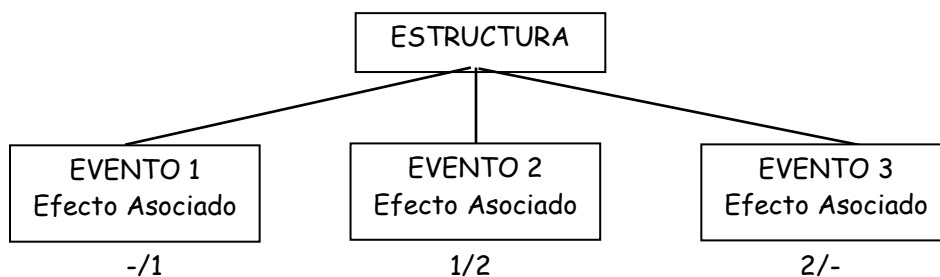 ESTRUCTURA
EVENTO 1
Efecto Asociado
EVENTO 2
Efecto Asociado
EVENTO 3
Efecto Asociado
-/1
1/2
2/-